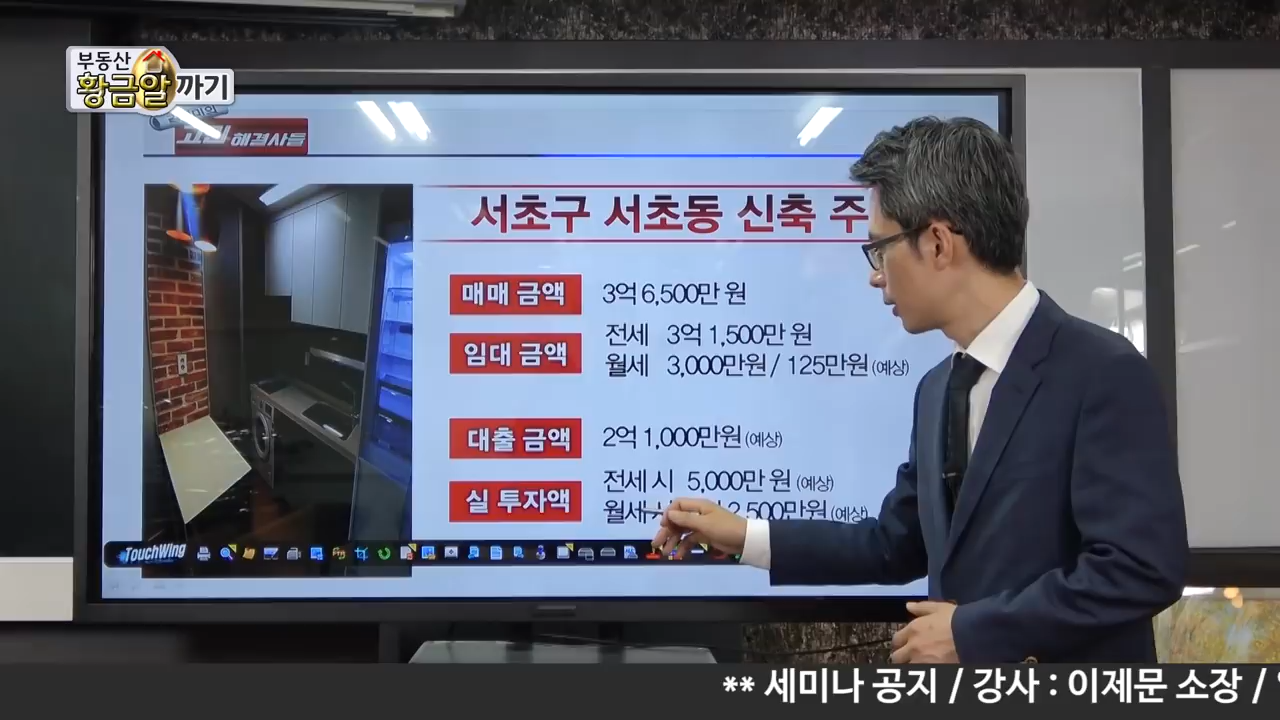 부동산
황금알까기
해결사들
서초구 서초동 신축 주
매매 금액 3억 6,500만 원
임대 금액 전세 3억 1,500만 원
월세 3,000만원 / 125만원 (예상)
대출 금액 2억 1,000만원 (예상)
실 투자액 전세 시 5,000만 원 (예상)
월세 2,500만원 (예상)
TouchWing
** 세미나 공지 / 강사 : 이제문 소장 /